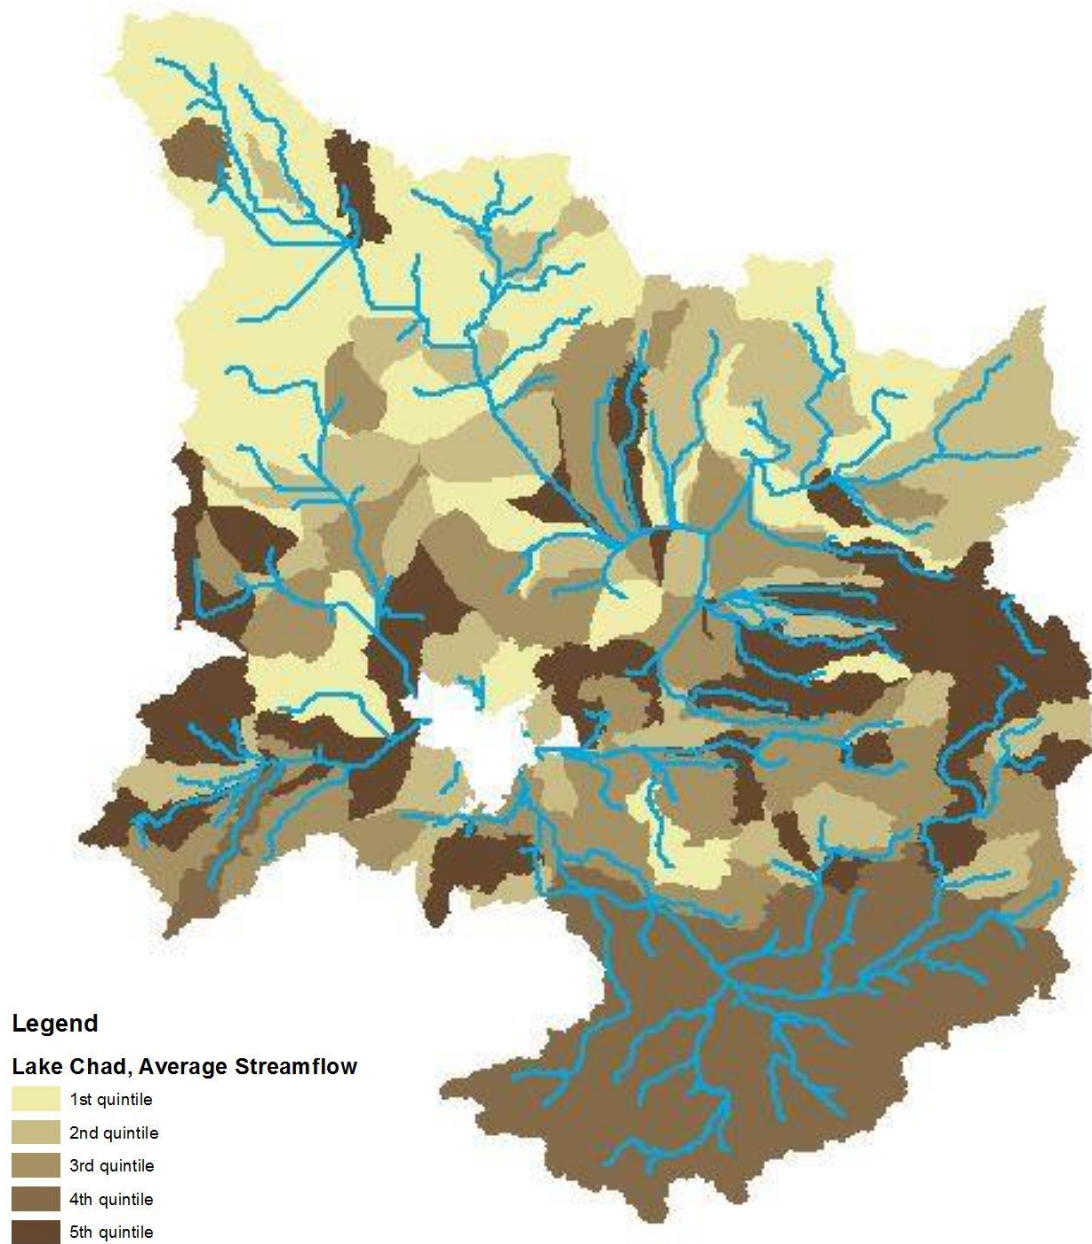 Legend
Lake Chad, Average Streamflow
1st quintile
2nd quintile
3rd quintile
4th quintile
5th quintile